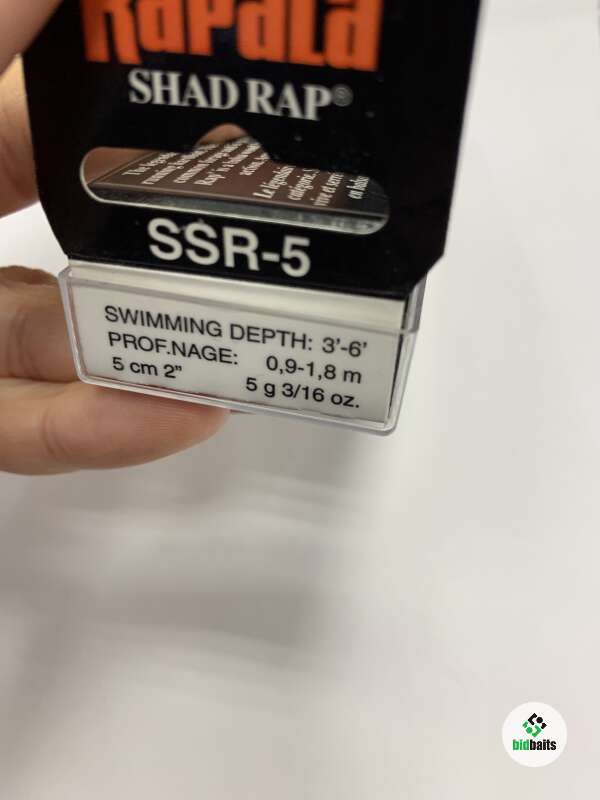 Rapala
SHAD RAP®
SSR-5
SWIMMING DEPTH: 3'-6'
PROF.NAGE: 0,9-1,8 m
5 cm 2" 5 g 3/16 oz.
bidbaits